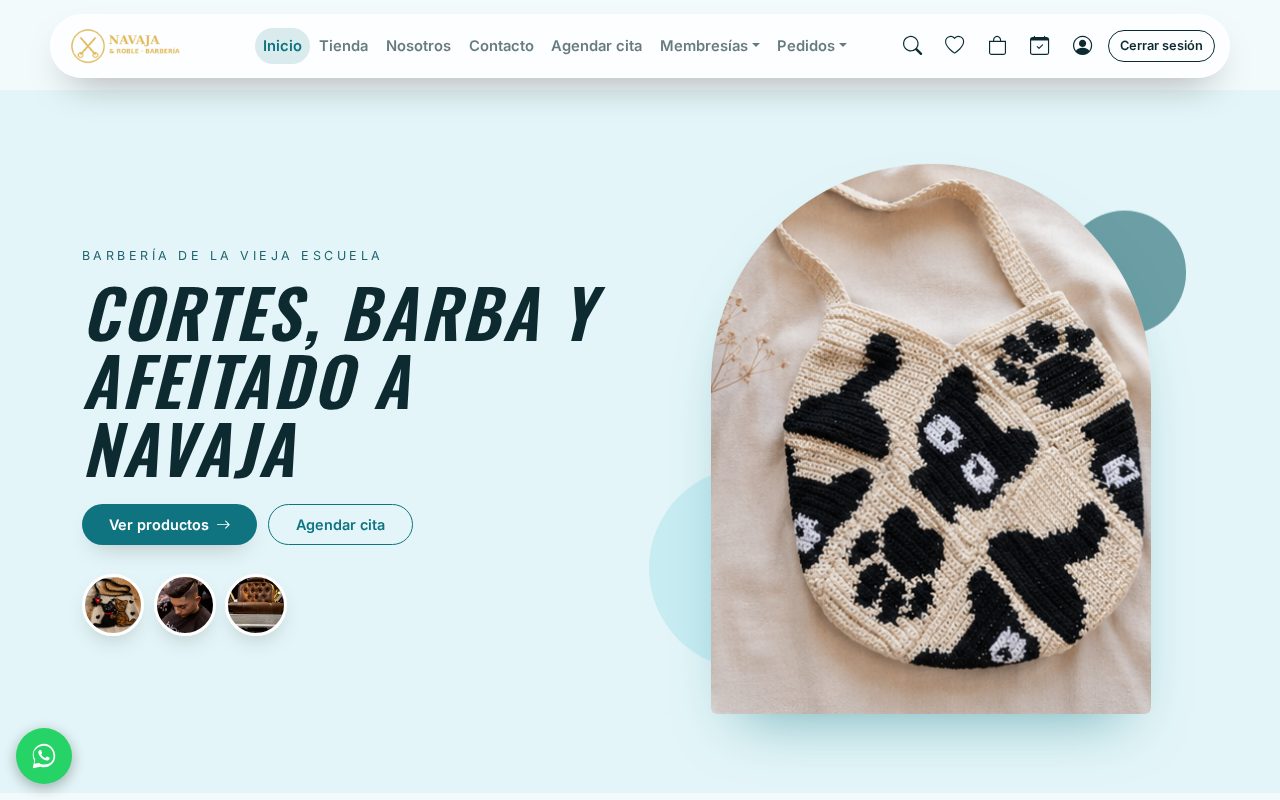 NAVAJA
& ROBLE · BARBERÍA
Inicio
Tienda
Nosotros
Contacto
Agendar cita
Membresías
Pedidos
Cerrar sesión
BARBERÍA DE LA VIEJA ESCUELA
CORTES, BARBA Y
AFEITADO A
NAVAJA
Ver productos →
Agendar cita